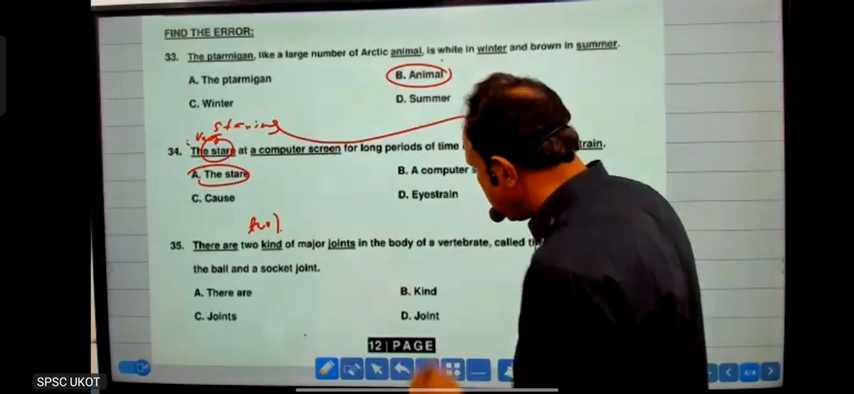 FIND THE ERROR:
33. The ptarmigan, like a large number of Arctic animal, is white in winter and brown in summer.
A. The ptarmigan
B. Animal
C. Winter
D. Summer
staring
34. The stare at a computer screen for long periods of time
A. The stare
B. A computer
C. Cause
D. Eyestrain
35. There are two kind of major joints in the body of a vertebrate, called
the ball and a socket joint.
A. There are
B. Kind
C. Joints
D. Joint
12 | PAGE
4/4
SPSC UKOT